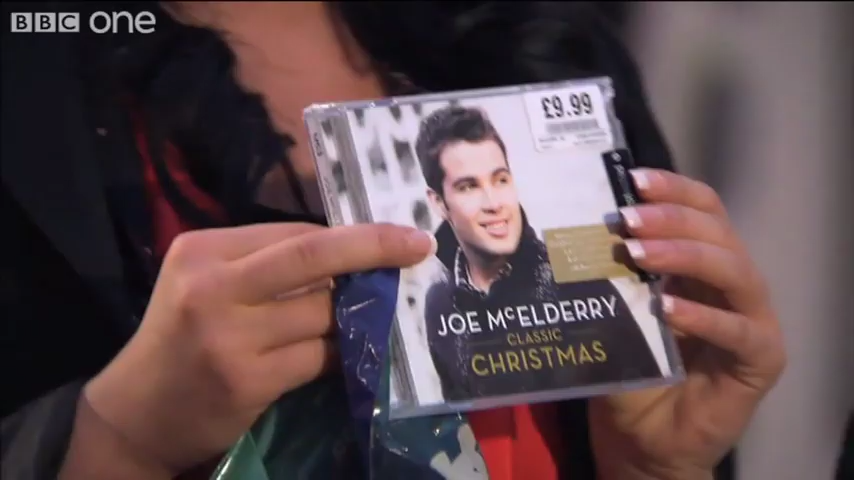 BBC one
£9.99
JOE McELDERRY
CLASSIC
CHRISTMAS